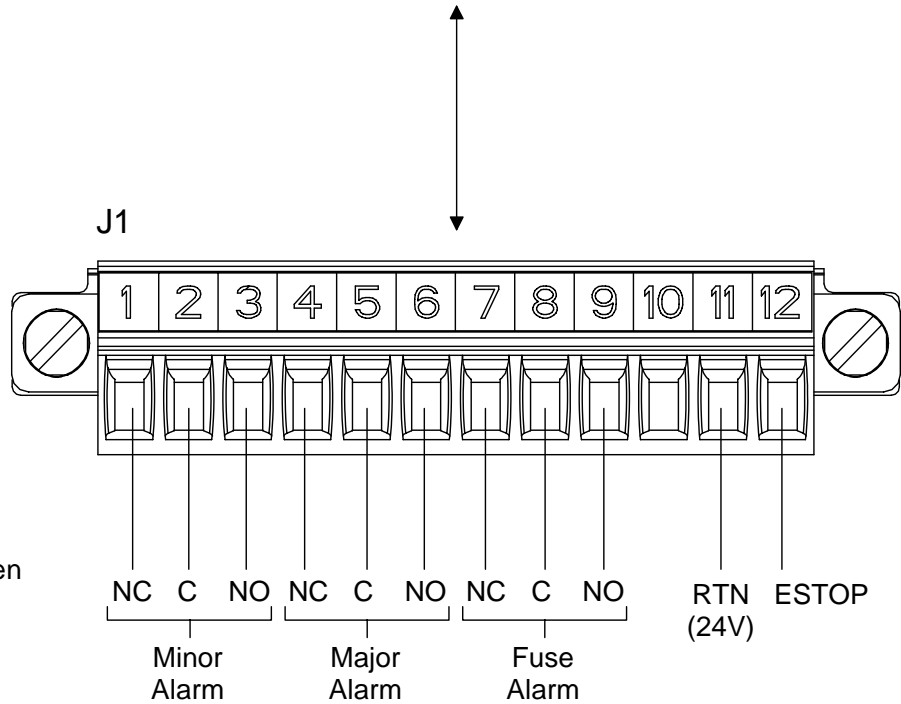 J1
1 2 3 4 5 6 7 8 9 10 11 12
en
NC C NO NC C NO NC C NO RTN ESTOP
(24V)
Minor Major Fuse
Alarm Alarm Alarm